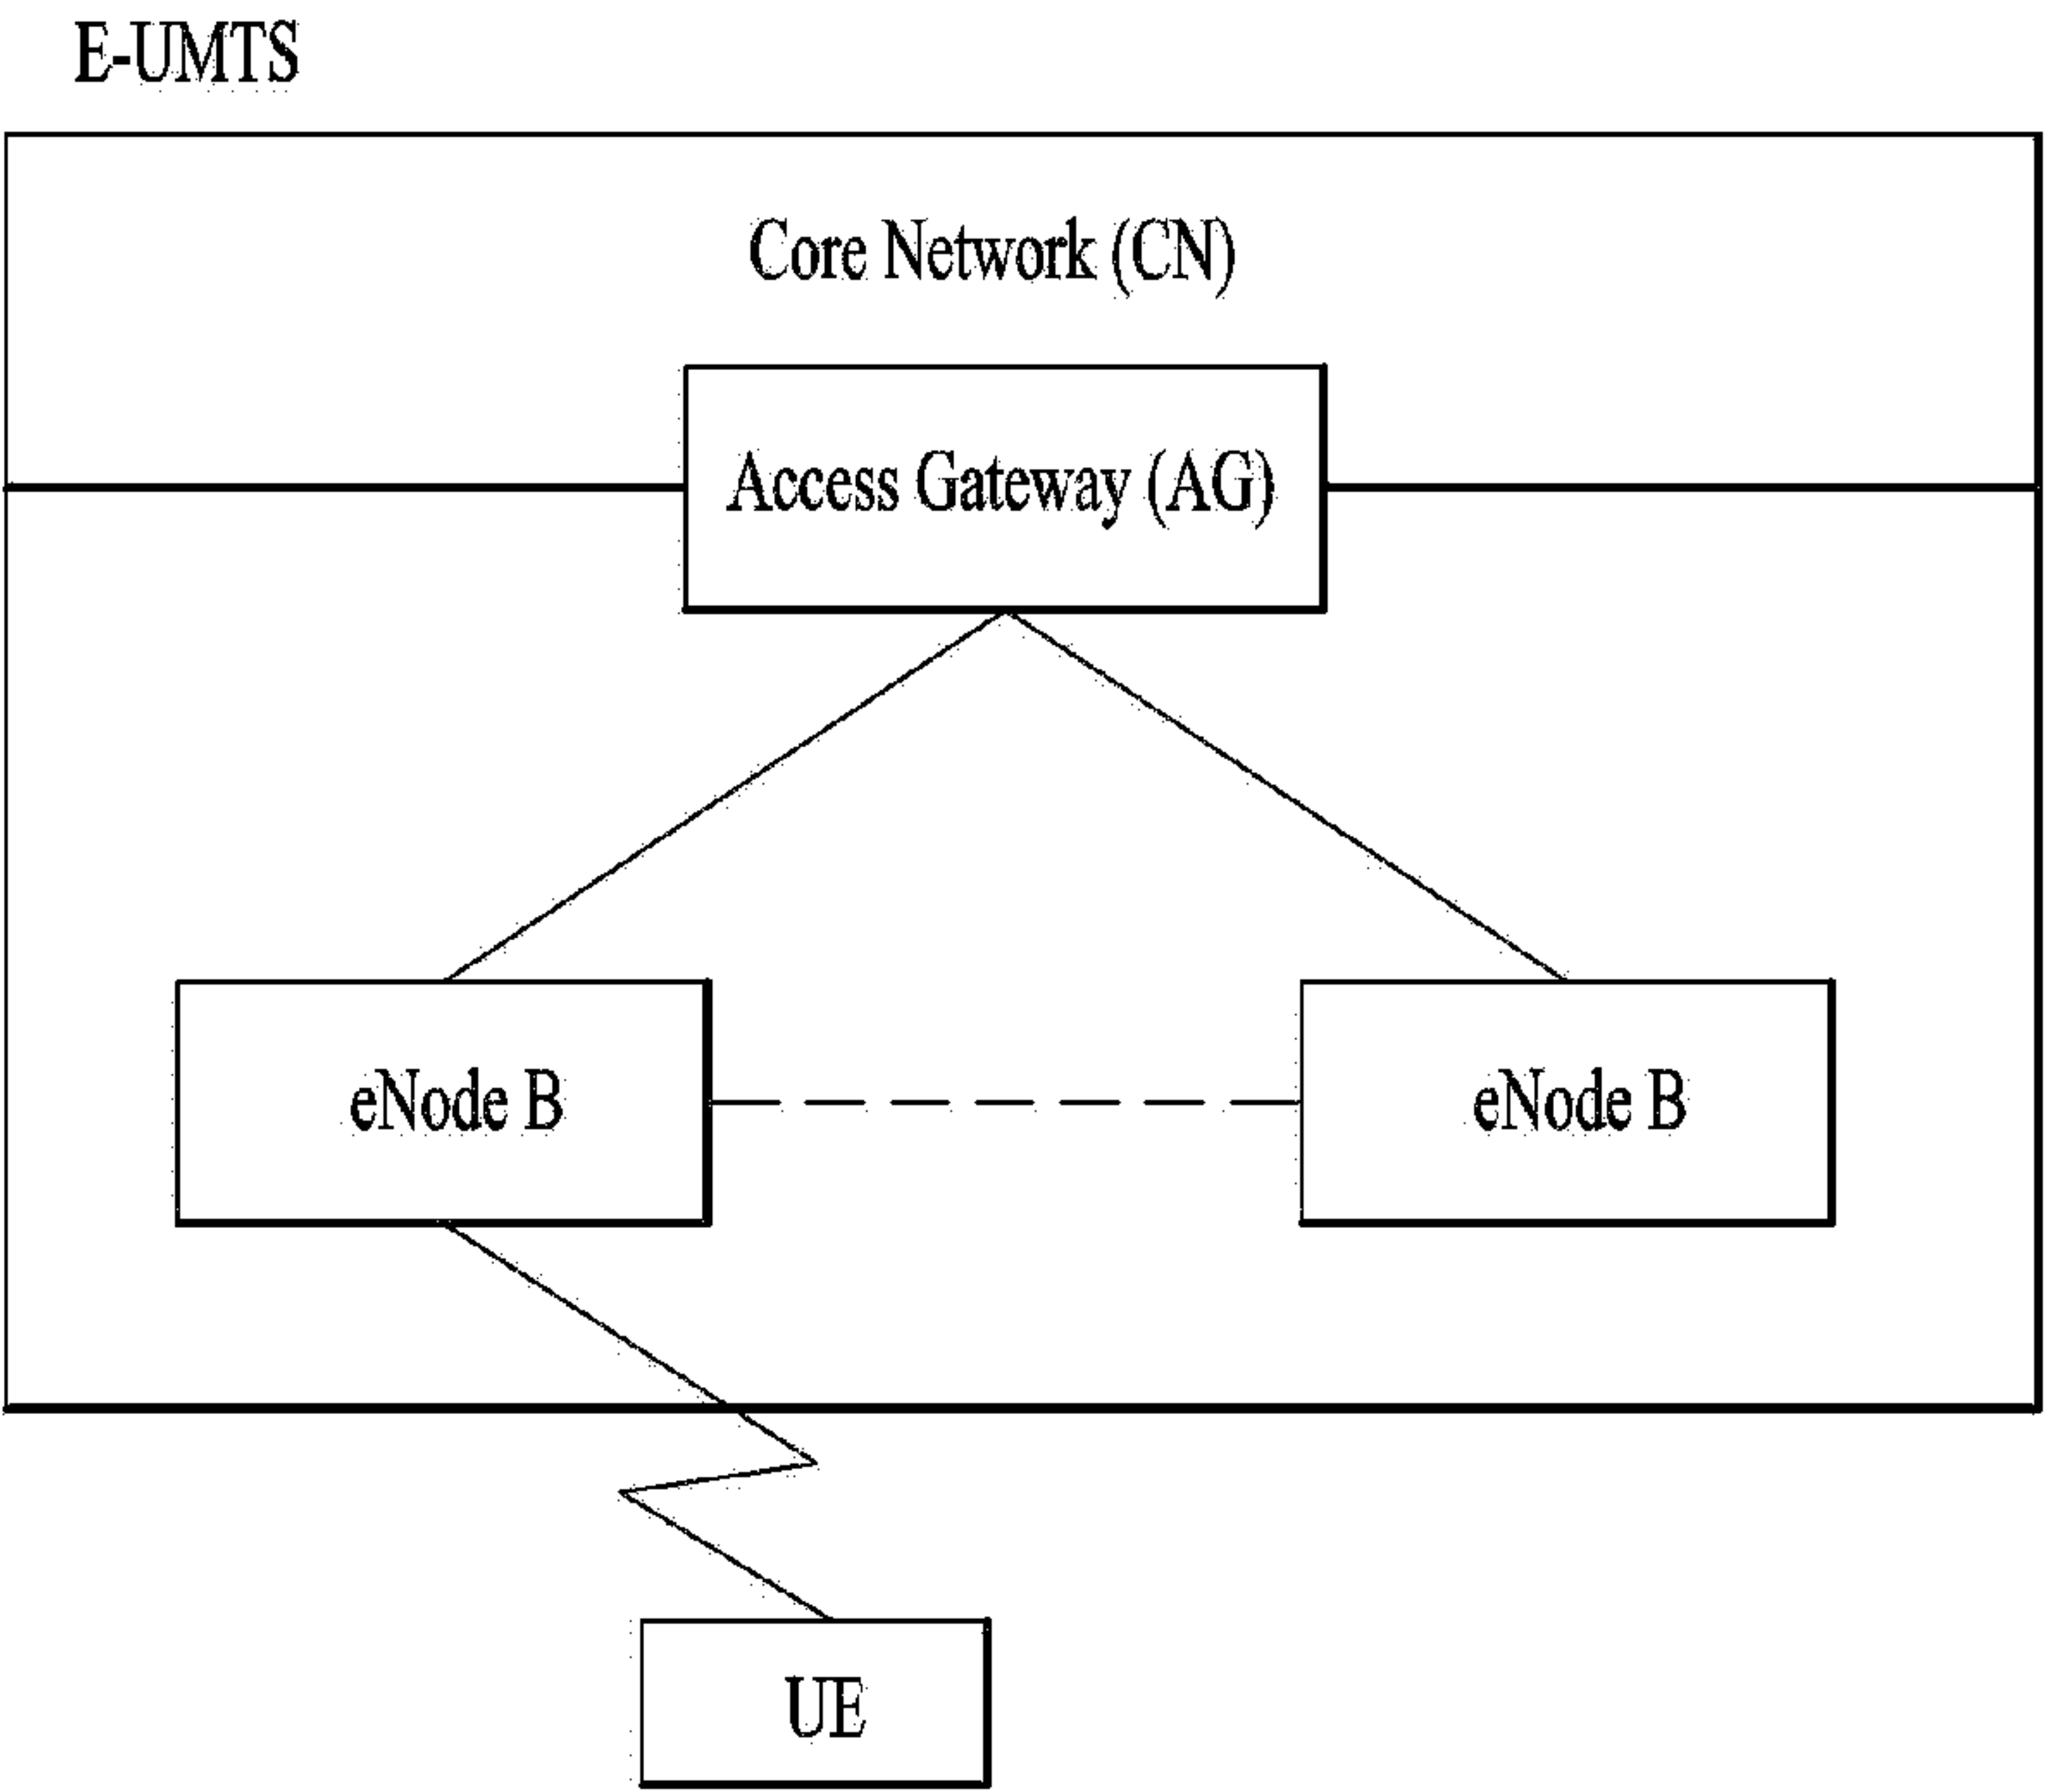 E-UMTS
Core Network (CN)
Access Gateway (AG)
eNode B
eNode B
UE